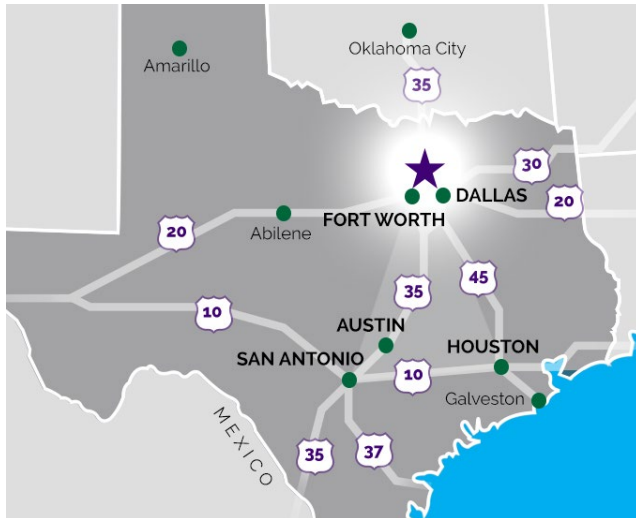 Oklahoma City
Amarillo
35
30
DALLAS
20
FORT WORTH
Abilene
20
35
45
10
AUSTIN
SAN ANTONIO
HOUSTON
10
Galveston
MEXICO
35
37